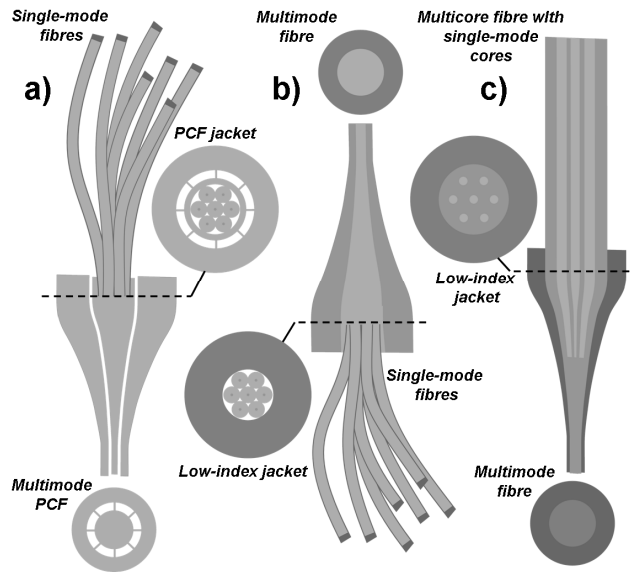 Single-mode
fibres
a)
PCF jacket
Multimode
PCF
Multimode
fibre
b)
Low-index jacket
Single-mode
fibres
Multicore fibre with
single-mode
cores
c)
Low-index
jacket
Multimode
fibre